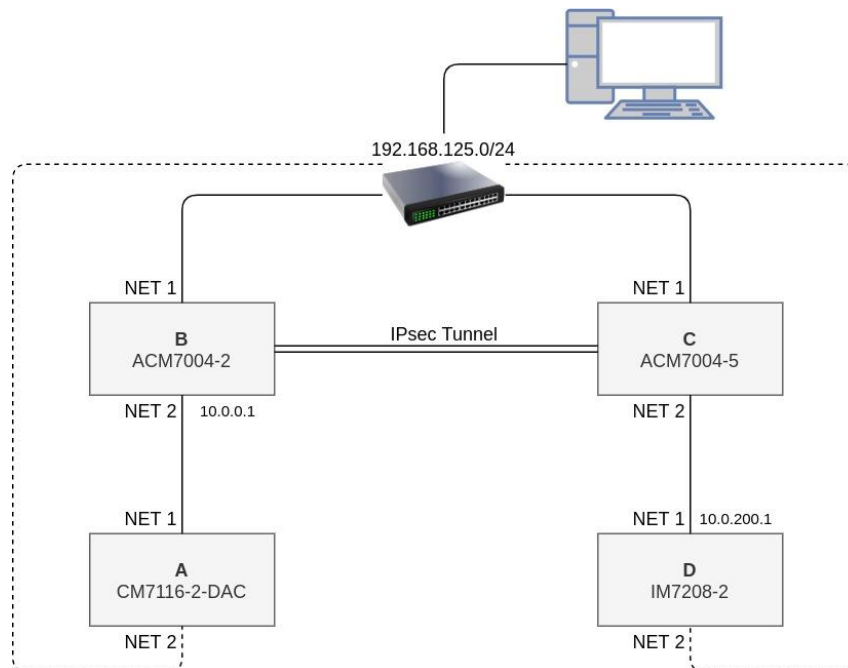 192.168.125.0/24
NET 1
NET 1
B
ACM7004-2
IPsec Tunnel
C
ACM7004-5
NET 2
10.0.0.1
NET 2
NET 1
NET 1
10.0.200.1
A
CM7116-2-DAC
D
IM7208-2
NET 2
NET 2